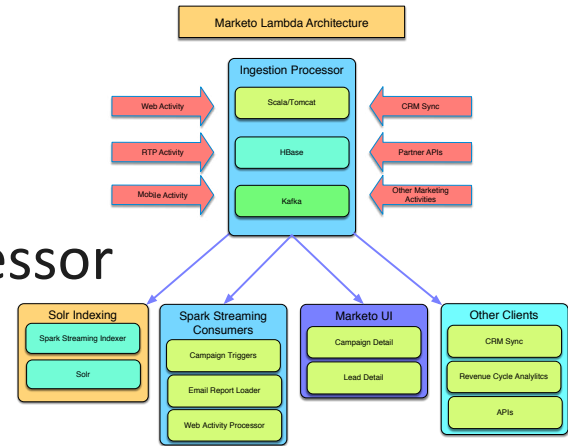 Marketo Lambda Architecture
Ingestion Processor
Scala/Tomcat
Web Activity
CRM Sync
HBase
RTP Activity
Partner APIs
Kafka
Mobile Activity
Other Marketing
Activities
essor
Solr Indexing
Spark Streaming Indexer
Solr
Spark Streaming
Consumers
Campaign Triggers
Email Report Loader
Web Activity Processor
Marketo UI
Campaign Detail
Lead Detail
Other Clients
CRM Sync
Revenue Cycle Analyitcs
APIs